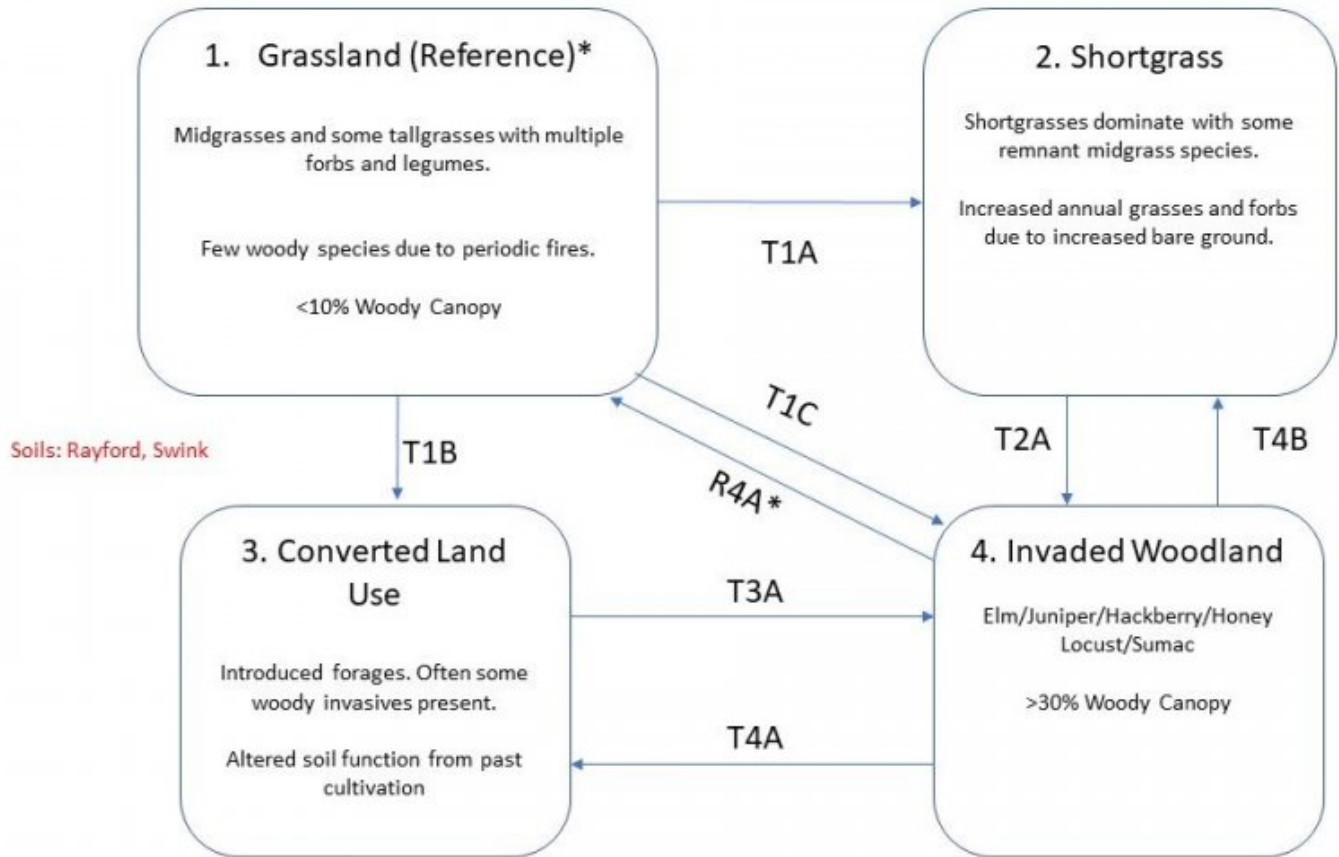 1. Grassland (Reference)*
Midgrasses and some tallgrasses with multiple
forbs and legumes.
Few woody species due to periodic fires.
<10% Woody Canopy
T1A
2. Shortgrass
Shortgrasses dominate with some
remnant midgrass species.
Increased annual grasses and forbs
due to increased bare ground.
Soils: Rayford, Swink
T1B
T1C
R4A*
T2A
T4B
3. Converted Land
Use
Introduced forages. Often some
woody invasives present.
Altered soil function from past
cultivation
T3A
T4A
4. Invaded Woodland
Elm/Juniper/Hackberry/Honey
Locust/Sumac
>30% Woody Canopy